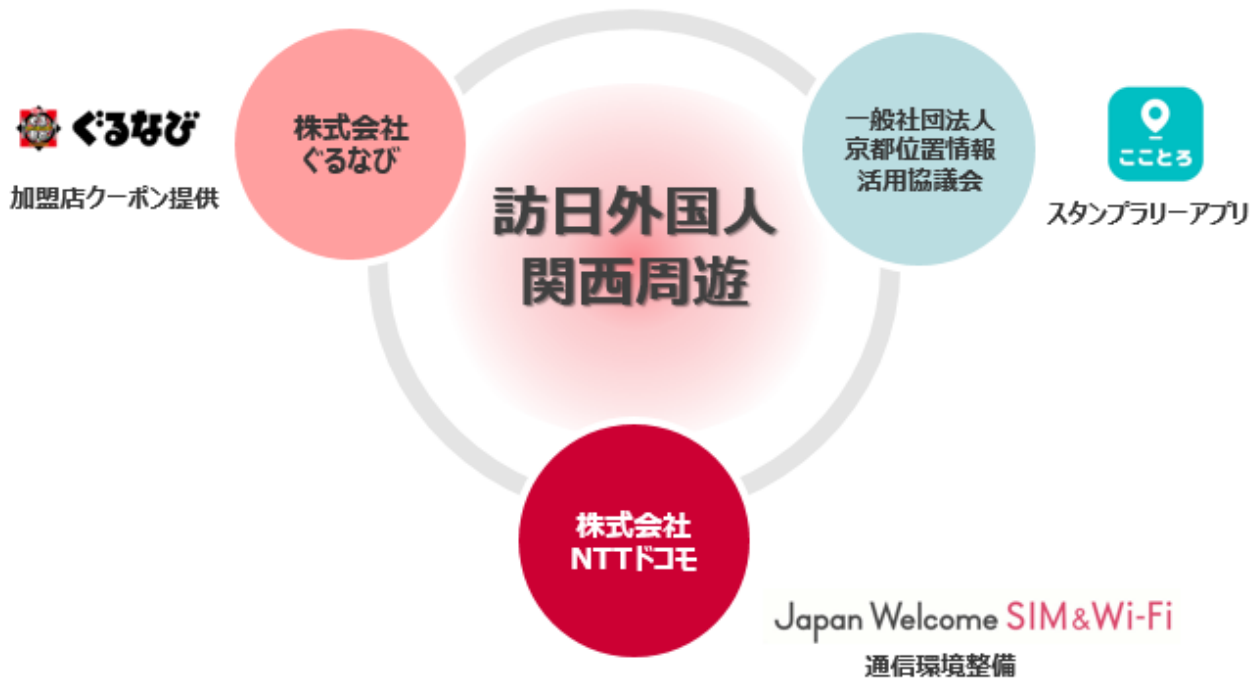 ぐるなび
加盟店クーポン提供
株式会社
ぐるなび
訪日外国人
関西周遊
一般社団法人
京都位置情報
活用協議会
こことろ
スタンプラリーアプリ
株式会社
NTTドコモ
Japan Welcome SIM&Wi-Fi
通信環境整備